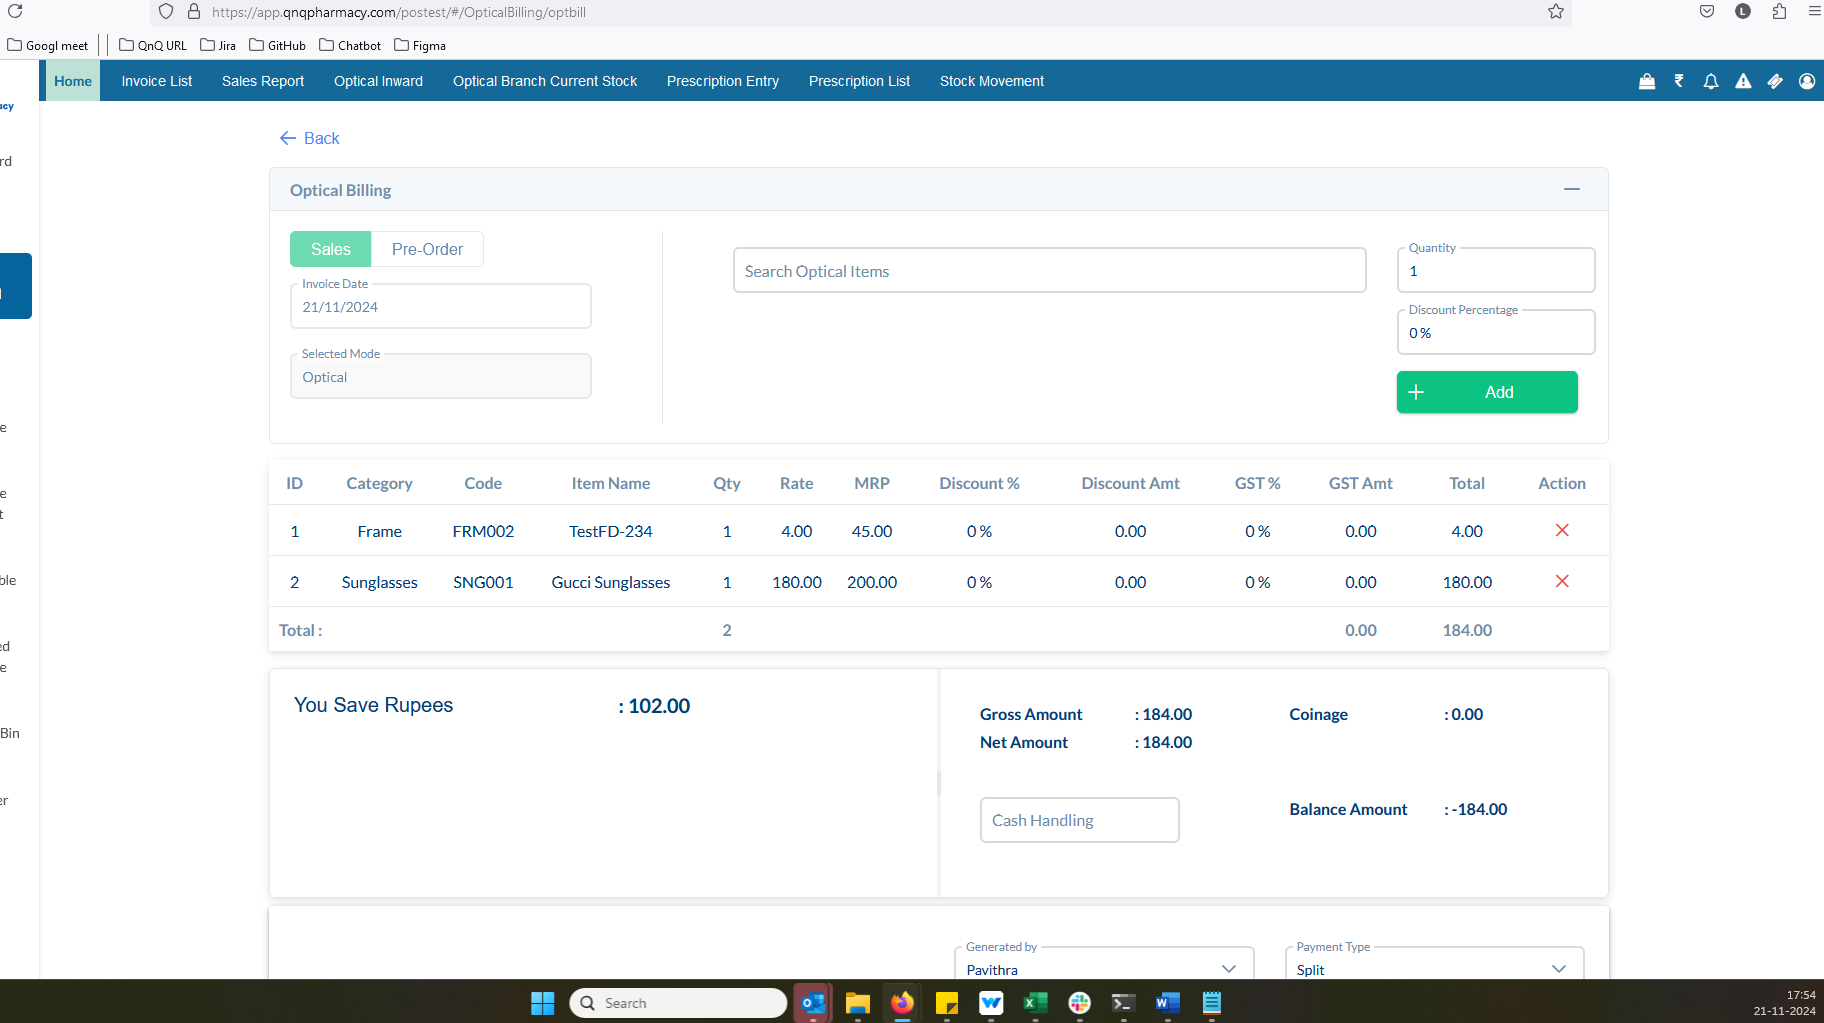 https://app.qnqpharmacy.com/postest/#/OpticalBilling/optbill
L
Googl meet QnQ URL Jira GitHub Chatbot Figma
Home Invoice List Sales Report Optical Inward Optical Branch Current Stock Prescription Entry Prescription List Stock Movement
acy
Back
rd
Optical Billing
Sales Pre-Order
Quantity
Search Optical Items
1
Invoice Date
21/11/2024
Discount Percentage
0 %
Selected Mode
Optical
Add
e
ID Category Code Item Name Qty Rate MRP Discount % Discount Amt GST % GST Amt Total Action
e
t
1 Frame FRM002 TestFD-234 1 4.00 45.00 0 % 0.00 0 % 0.00 4.00
2 Sunglasses SNG001 Gucci Sunglasses 1 180.00 200.00 0 % 0.00 0 % 0.00 180.00
ble
Total : 2 0.00 184.00
ed
e
You Save Rupees : 102.00
Gross Amount : 184.00 Coinage : 0.00
Bin
Net Amount : 184.00
er
Balance Amount : -184.00
Cash Handling
Generated by
Pavithra
Payment Type
Split
Search
17:54
21-11-2024